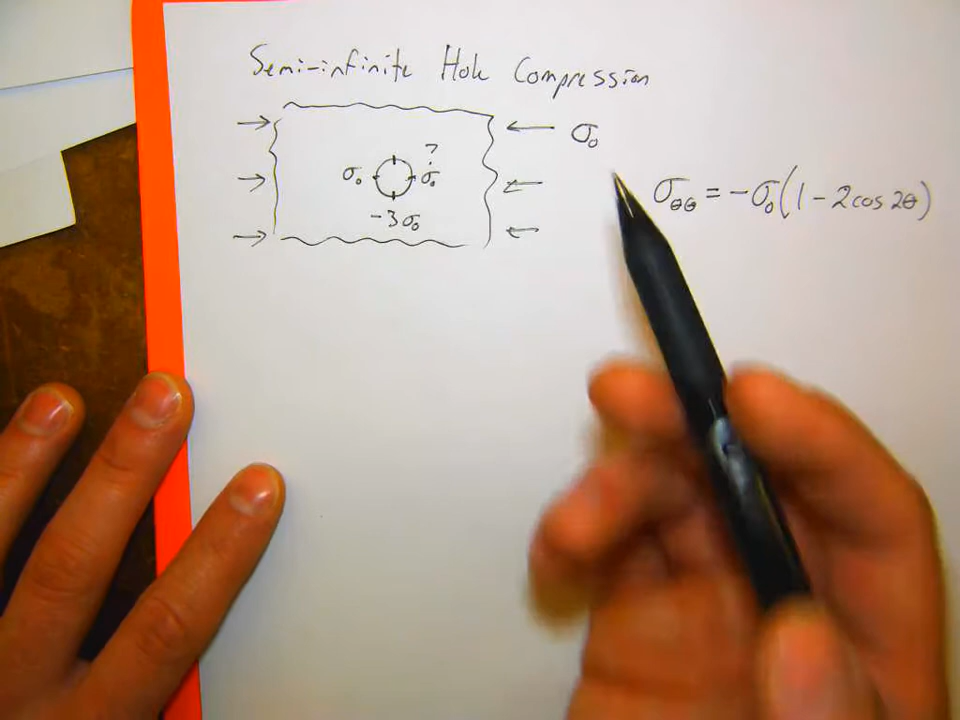 Semi-infinite Hole Compression
σ₀
?
σ₀ σ₀
-3σ₀
σθθ = -σ₀(1 - 2cos 2θ)